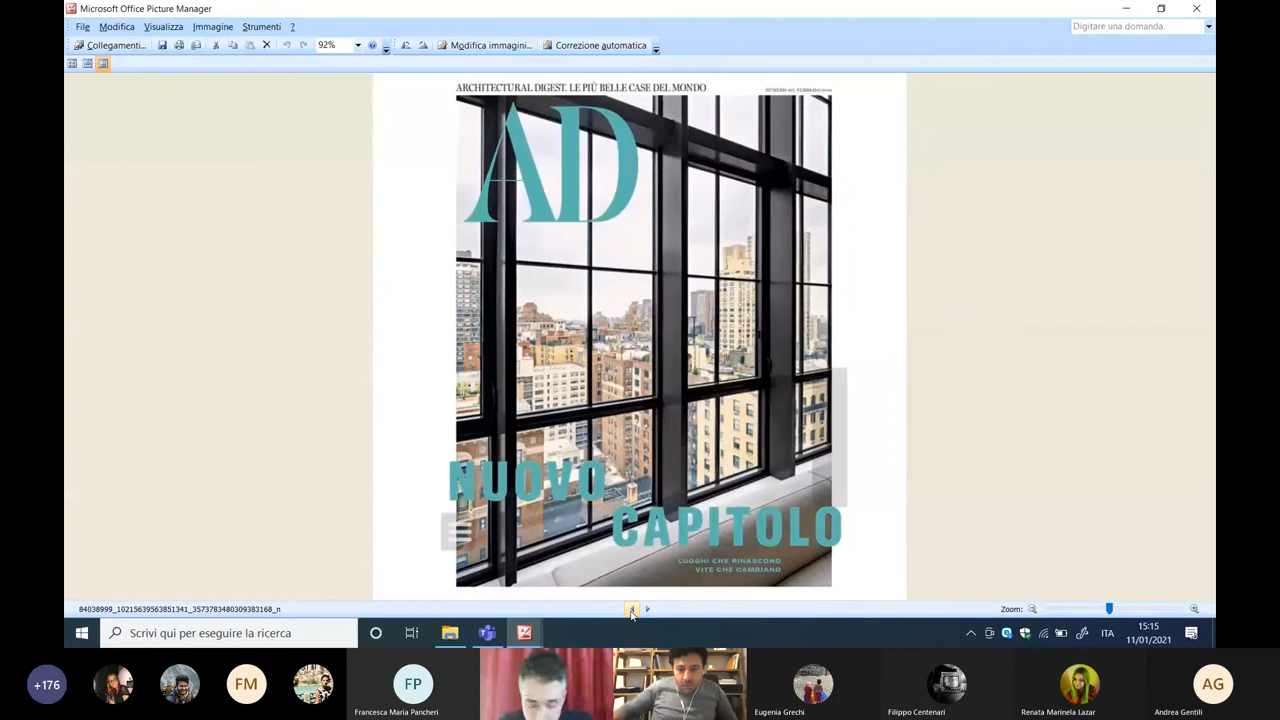 Microsoft Office Picture Manager
File Modifica Visualizza Immagine Strumenti ?
Digitare una domanda.
Collegamenti... 92% Modifica immagini... Correzione automatica
ARCHITECTURAL DIGEST. LE PIÙ BELLE CASE DEL MONDO
AD
NUOVO
CAPITOLO
LUOGHI CHE RINASCONO
VITE CHE CAMBIANO
84038999_10215639563851341_3573783480309383168_n
Zoom:
Scrivi qui per eseguire la ricerca
ITA
15:15
11/01/2021
+176
FM
FP
AG
Francesca Maria Pancheri
Eugenia Grechi
Filippo Centenari
Renata Marinela Lazar
Andrea Gentili